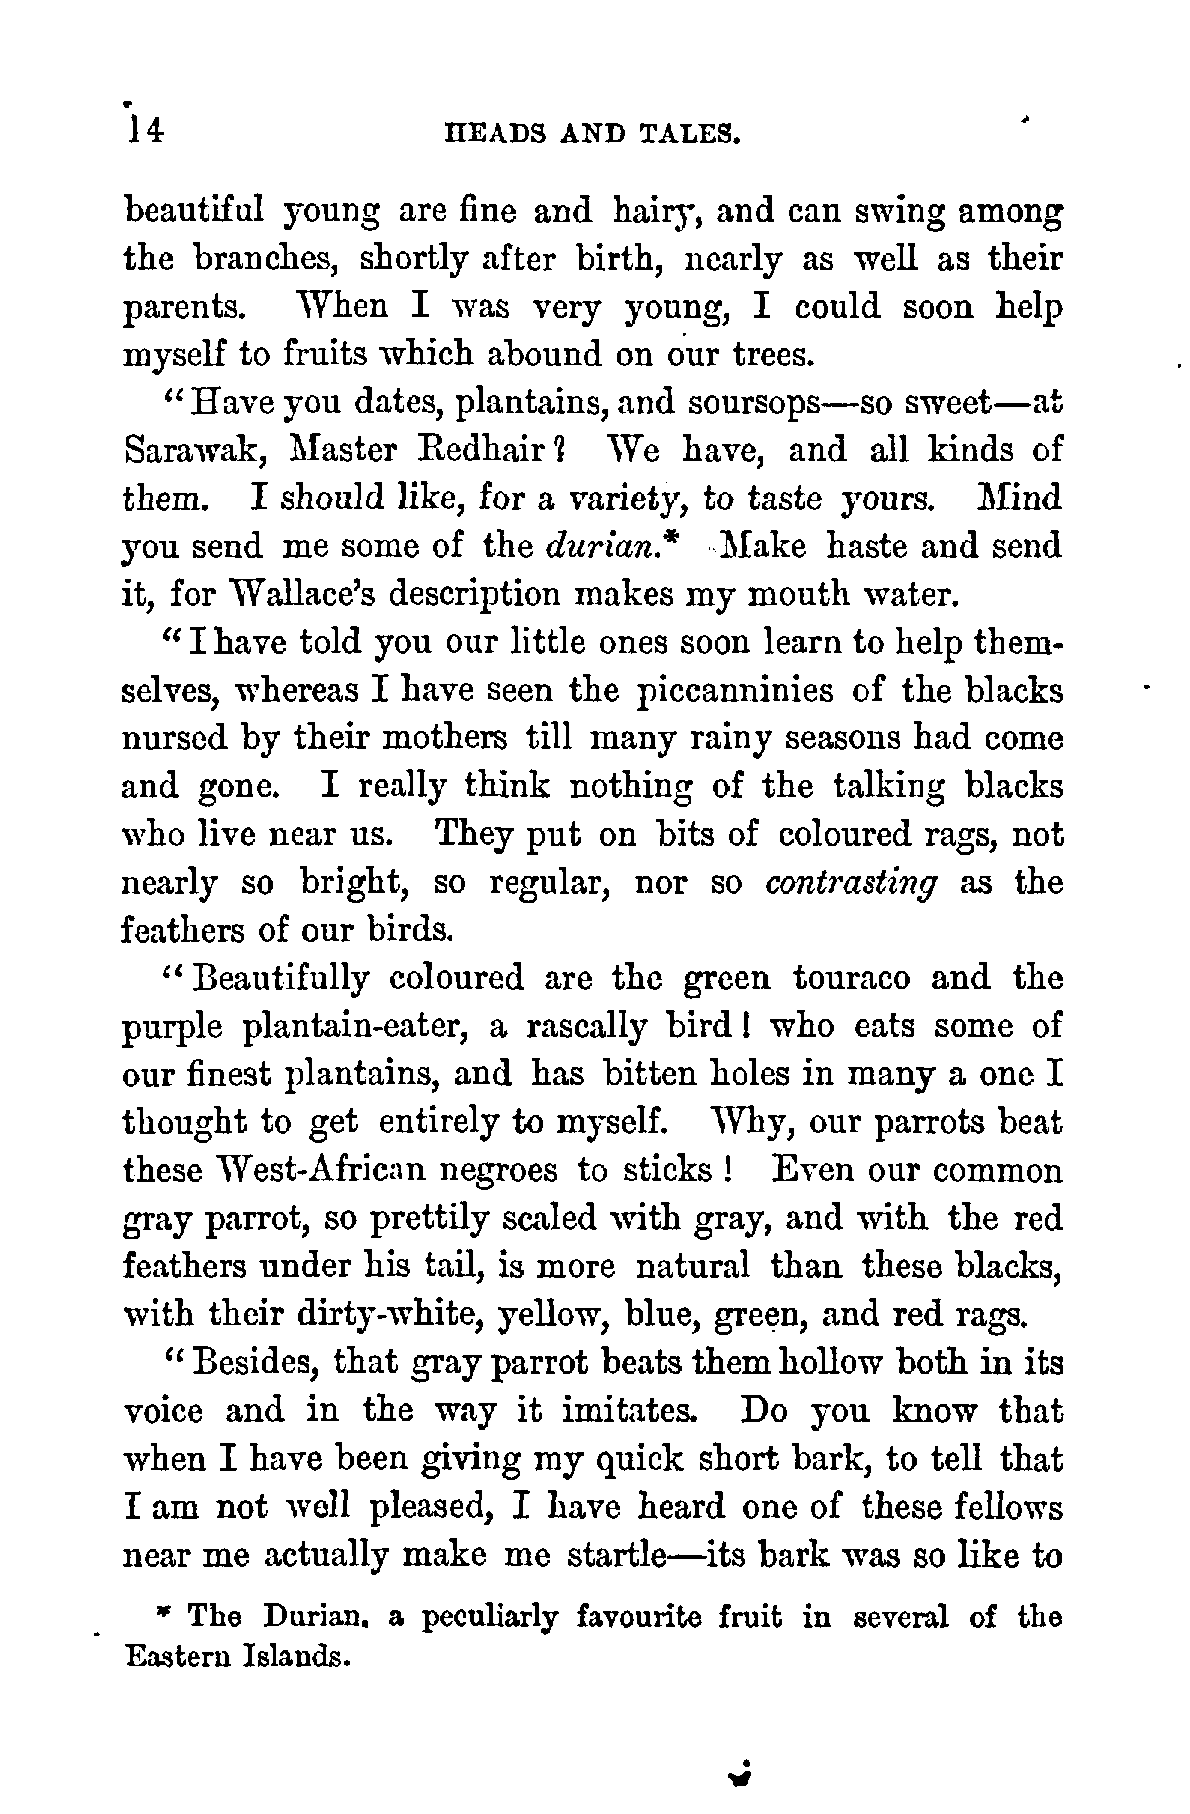 14 HEADS AND TALES.
beautiful young are fine and hairy, and can swing among
the branches, shortly after birth, nearly as well as their
parents. When I was very young, I could soon help
myself to fruits which abound on our trees.
“Have you dates, plantains, and soursops—so sweet—at
Sarawak, Master Redhair? We have, and all kinds of
them. I should like, for a variety, to taste yours. Mind
you send me some of the durian.* Make haste and send
it, for Wallace’s description makes my mouth water.
“I have told you our little ones soon learn to help them-
selves, whereas I have seen the piccanninies of the blacks
nursed by their mothers till many rainy seasons had come
and gone. I really think nothing of the talking blacks
who live near us. They put on bits of coloured rags, not
nearly so bright, so regular, nor so contrasting as the
feathers of our birds.
“Beautifully coloured are the green touraco and the
purple plantain-eater, a rascally bird! who eats some of
our finest plantains, and has bitten holes in many a one I
thought to get entirely to myself. Why, our parrots beat
these West-African negroes to sticks! Even our common
gray parrot, so prettily scaled with gray, and with the red
feathers under his tail, is more natural than these blacks,
with their dirty-white, yellow, blue, green, and red rags.
“Besides, that gray parrot beats them hollow both in its
voice and in the way it imitates. Do you know that
when I have been giving my quick short bark, to tell that
I am not well pleased, I have heard one of these fellows
near me actually make me startle—its bark was so like to
* The Durian, a peculiarly favourite fruit in several of the
Eastern Islands.